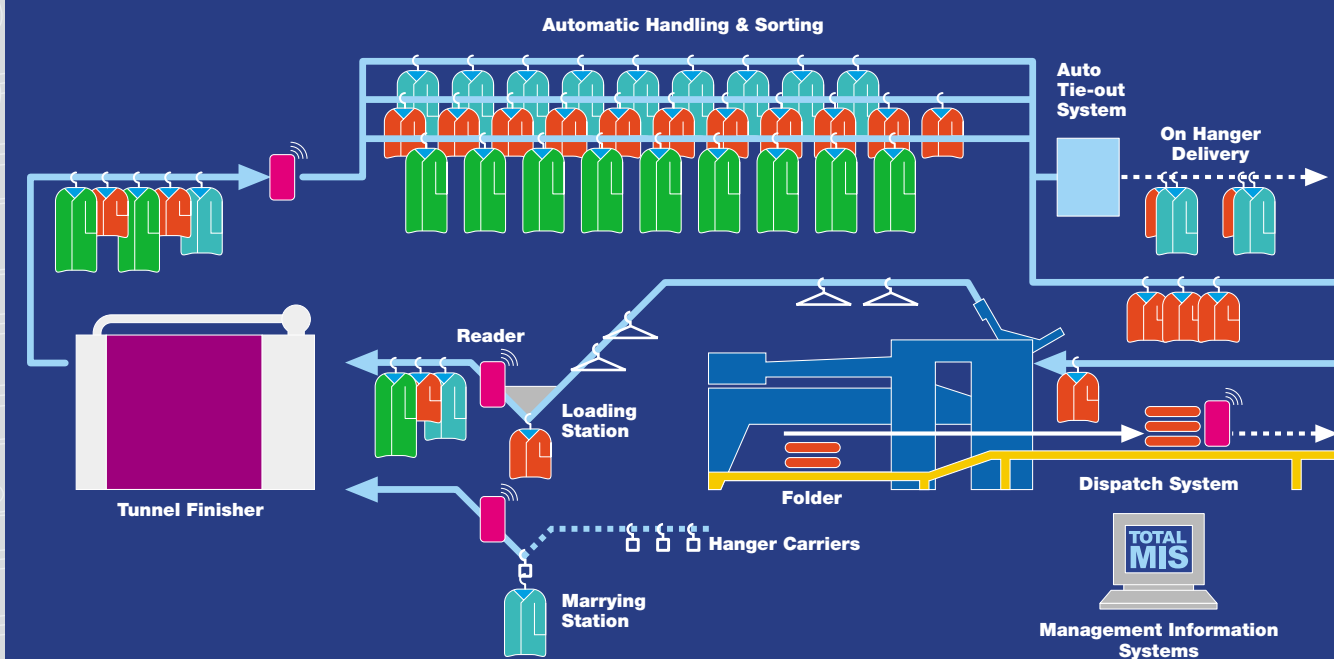 Automatic Handling & Sorting
Auto
Tie-out
System
On Hanger
Delivery
Reader
Loading
Station
Tunnel Finisher
Folder
Dispatch System
Hanger Carriers
TOTAL
MIS
Marrying
Station
Management Information
Systems